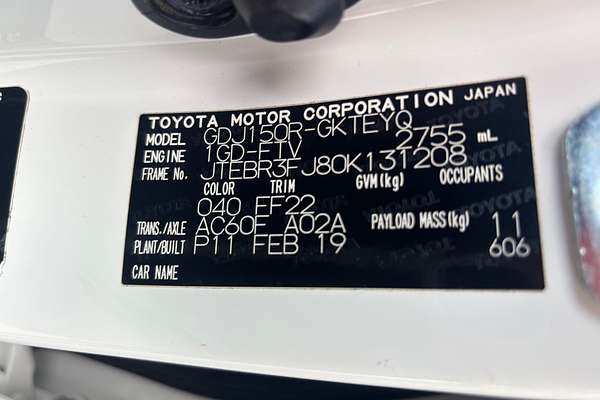 TOYOTA MOTOR CORPORATION JAPAN
MODEL GDJ150R-GKTEYQ
ENGINE 1GD-FTV 2755 mL
FRAME No. JTEBR3FJ80K131208
COLOR TRIM GVM(kg) OCCUPANTS
040 EF22
TRANS./AXLE AC60F A02A PAYLOAD MASS(kg) 11
PLANT/BUILT P11 FEB 19 606
CAR NAME